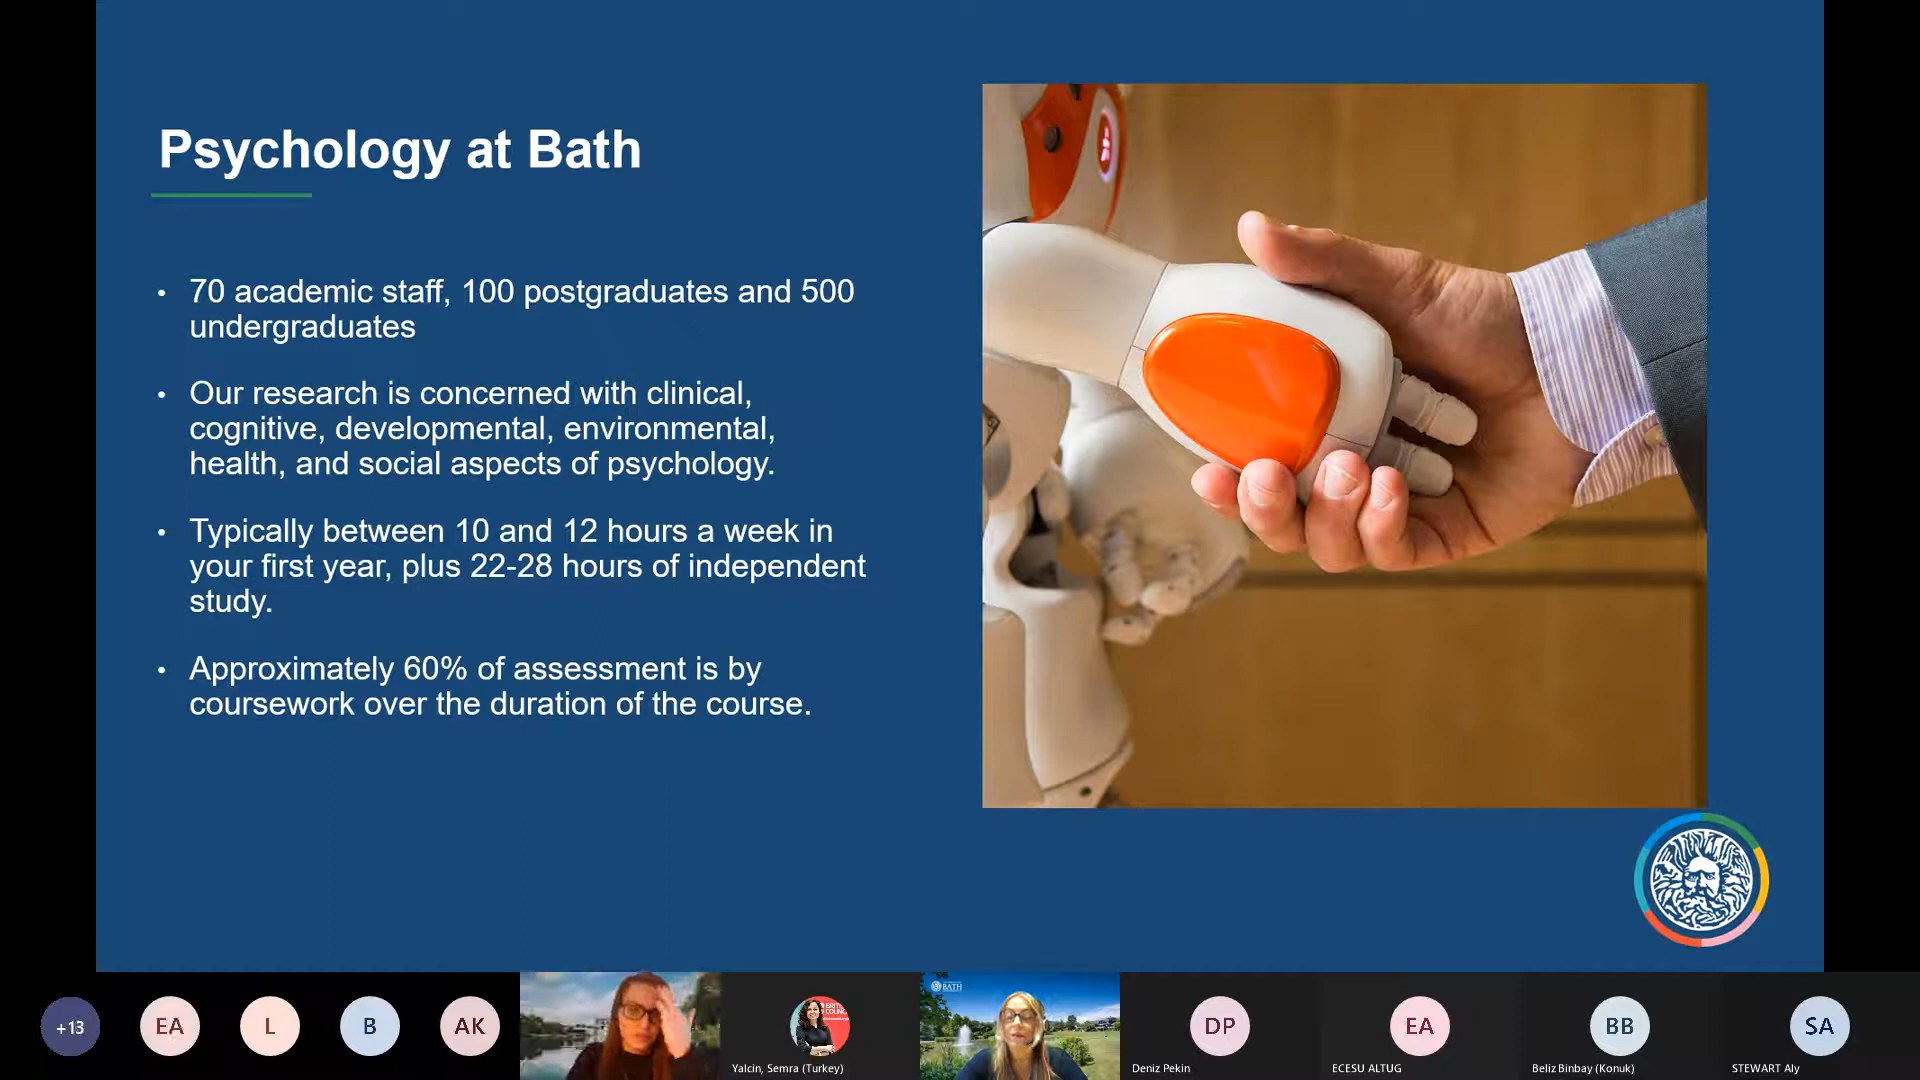 Psychology at Bath
• 70 academic staff, 100 postgraduates and 500
undergraduates
• Our research is concerned with clinical,
cognitive, developmental, environmental,
health, and social aspects of psychology.
• Typically between 10 and 12 hours a week in
your first year, plus 22-28 hours of independent
study.
• Approximately 60% of assessment is by
coursework over the duration of the course.
+13
EA
L
B
AK
Yalcin, Semra (Turkey)
BATH
DP
Deniz Pekin
EA
ECESU ALTUG
BB
Beliz Binbay (Konuk)
SA
STEWART Aly